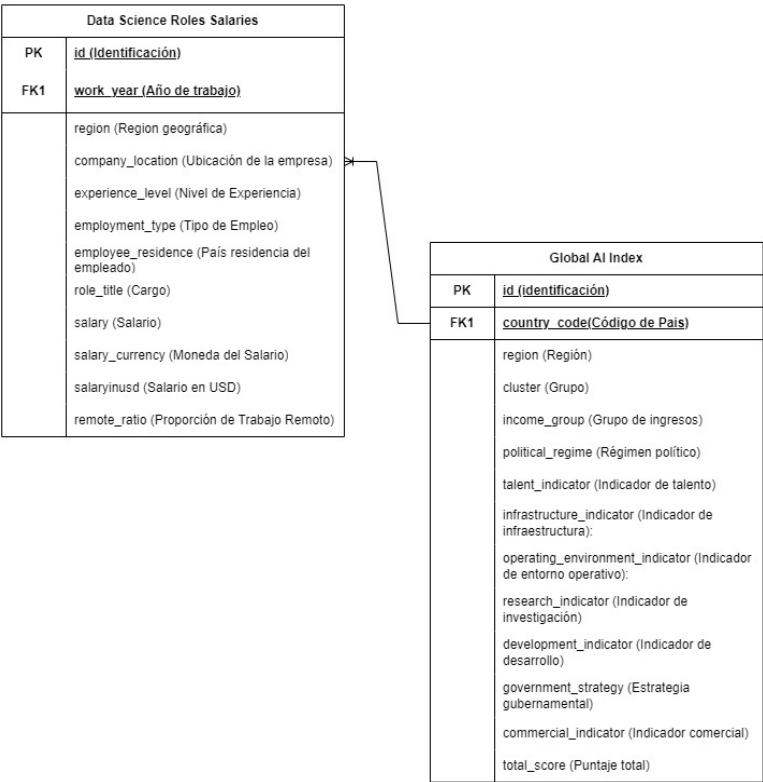 Data Science Roles Salaries
PK id (Identificación)
FK1 work_year (Año de trabajo)
region (Region geográfica)
company_location (Ubicación de la empresa)
experience_level (Nivel de Experiencia)
employment_type (Tipo de Empleo)
employee_residence (País residencia del
empleado)
role_title (Cargo)
salary (Salario)
salary_currency (Moneda del Salario)
salaryinusd (Salario en USD)
remote_ratio (Proporción de Trabajo Remoto)
Global AI Index
PK id (identificación)
FK1 country_code(Código de Pais)
region (Región)
cluster (Grupo)
income_group (Grupo de ingresos)
political_regime (Régimen político)
talent_indicator (Indicador de talento)
infrastructure_indicator (Indicador de
infraestructura):
operating_environment_indicator (Indicador
de entorno operativo):
research_indicator (Indicador de
investigación)
development_indicator (Indicador de
desarrollo)
government_strategy (Estrategia
gubernamental)
commercial_indicator (Indicador comercial)
total_score (Puntaje total)